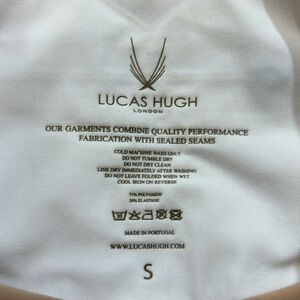 LUCAS HUGH
LONDON
OUR GARMENTS COMBINE QUALITY PERFORMANCE
FABRICATION WITH SEALED SEAMS
COLD MACHINE WASH ONLY
DO NOT TUMBLE DRY
DO NOT DRY CLEAN
LINE DRY IMMEDIATELY AFTER WASHING
DO NOT LEAVE FOLDED WHEN WET
COOL IRON ON REVERSE
71% POLYAMIDE
29% ELASTANE
MADE IN PORTUGAL
WWW.LUCASHUGH.COM
S